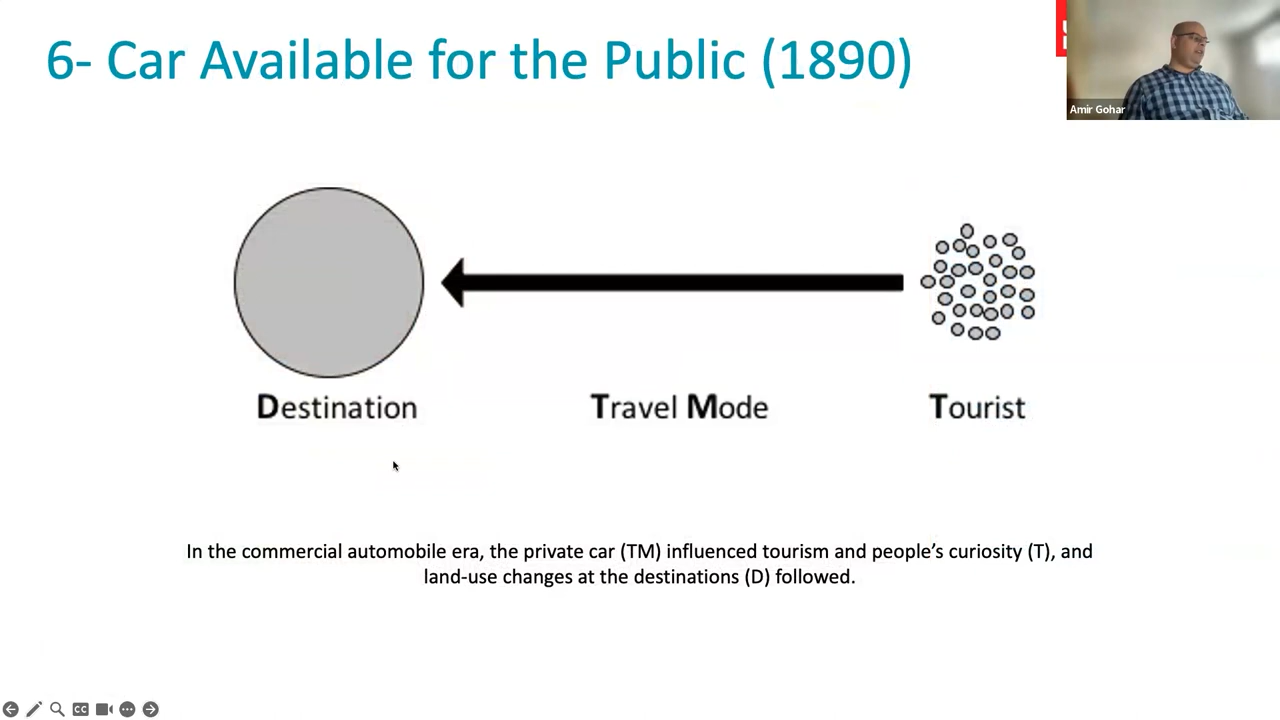 6- Car Available for the Public (1890)
Amir Gohar
Destination
Travel Mode
Tourist
In the commercial automobile era, the private car (TM) influenced tourism and people’s curiosity (T), and
land-use changes at the destinations (D) followed.
CC